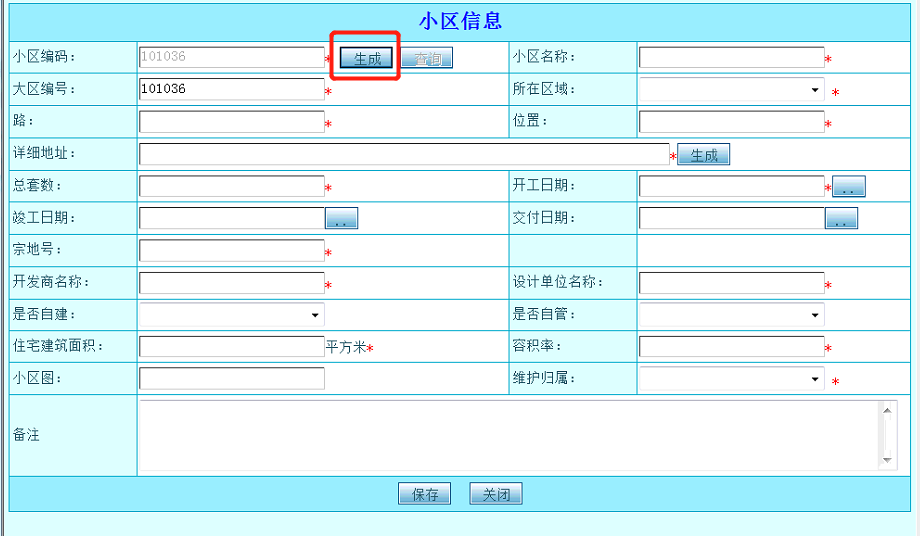 小区信息
小区编码： 101036 * 生成 查询 小区名称： *
大区编号： 101036 * 所在区域： *
路： * 位置： *
详细地址： * 生成
总套数： * 开工日期： * ..
竣工日期： .. 交付日期： ..
宗地号： *
开发商名称： * 设计单位名称： *
是否自建： 是否自管：
住宅建筑面积： 平方米* 容积率： *
小区图： 维护归属： *
备注
保存 关闭